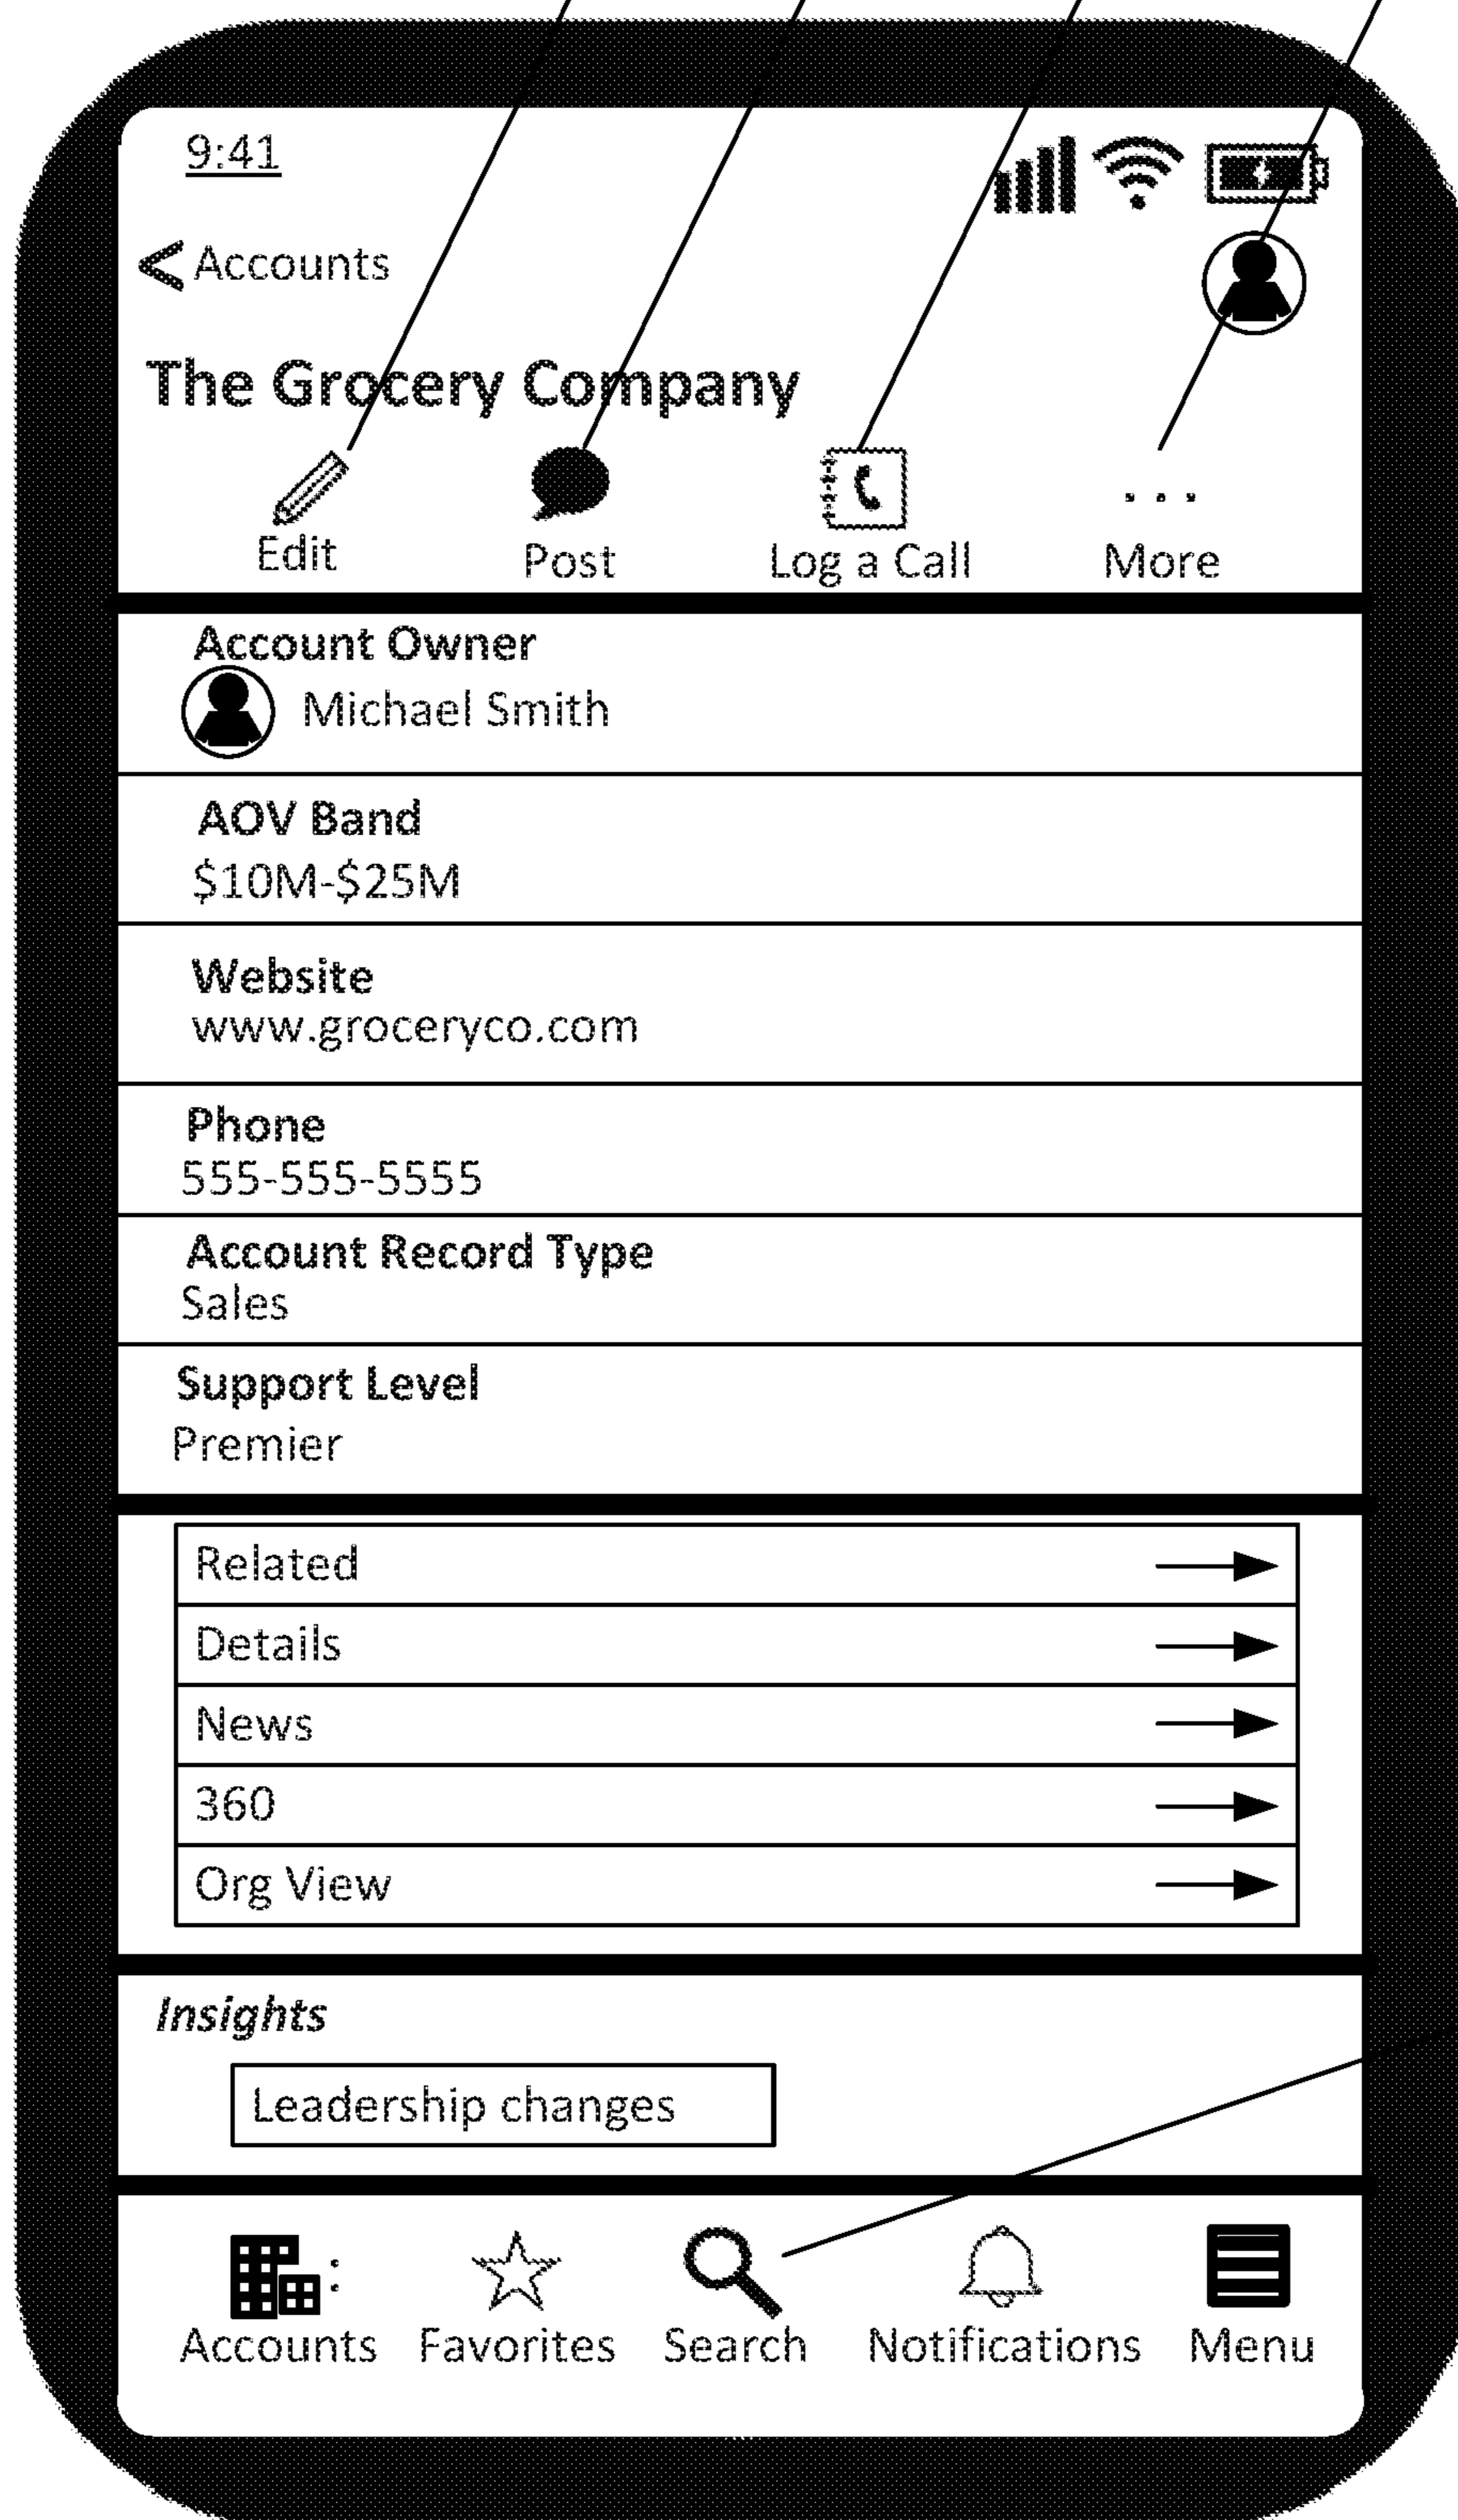 9:41
< Accounts
The Grocery Company
Edit Post Log a Call More
Account Owner
Michael Smith
AOV Band
$10M-$25M
Website
www.groceryco.com
Phone
555-555-5555
Account Record Type
Sales
Support Level
Premier
Related
Details
News
360
Org View
Insights
Leadership changes
Accounts Favorites Search Notifications Menu